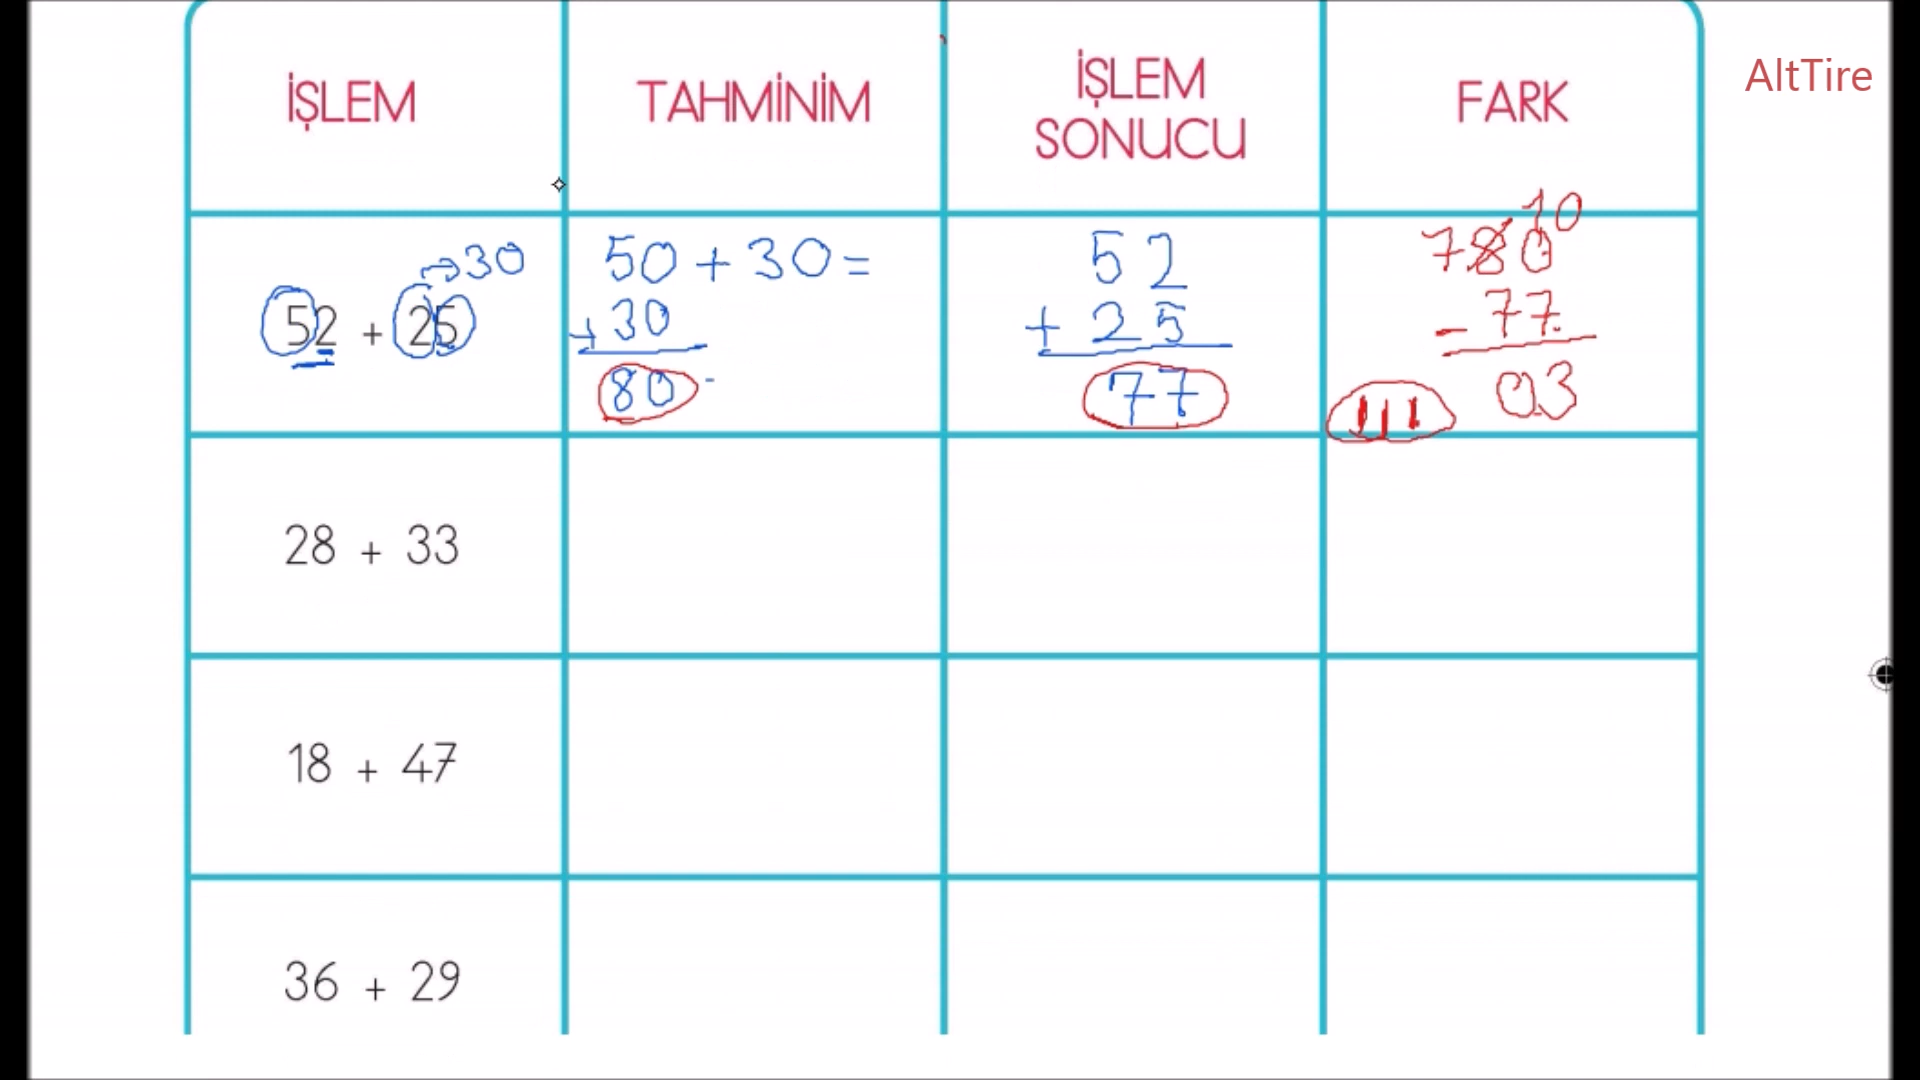 İŞLEM
TAHMİNİM
İŞLEM
SONUCU
FARK
AltTire
52 + 25
→30
50 + 30 =
+ 30
80
52
+ 25
77
10
780
- 77
03
28 + 33
18 + 47
36 + 29